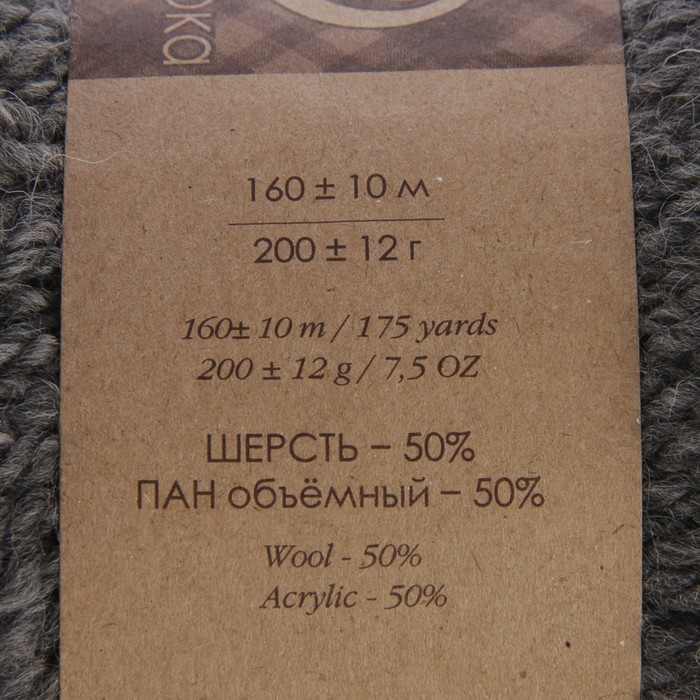 160 ± 10 м
200 ± 12 г
160± 10 m / 175 yards
200 ± 12 g / 7,5 OZ
ШЕРСТЬ – 50%
ПАН объёмный – 50%
Wool - 50%
Acrylic - 50%